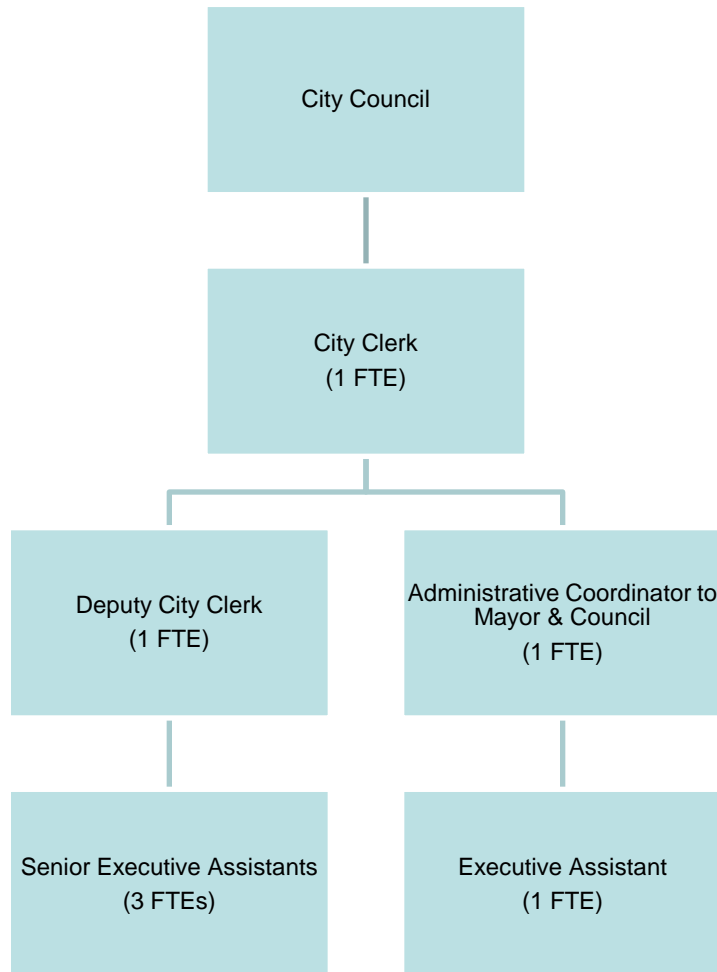 City Council
City Clerk
(1 FTE)
Deputy City Clerk
(1 FTE)
Administrative Coordinator to
Mayor & Council
(1 FTE)
Senior Executive Assistants
(3 FTEs)
Executive Assistant
(1 FTE)